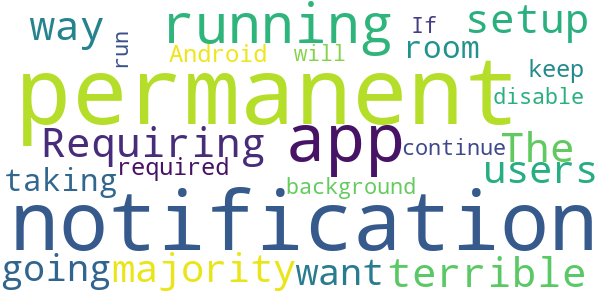 way run running If setup
Android will room
permanent keep
disable
Requiring app continue The
required users
taking background
notification
going majority want terrible